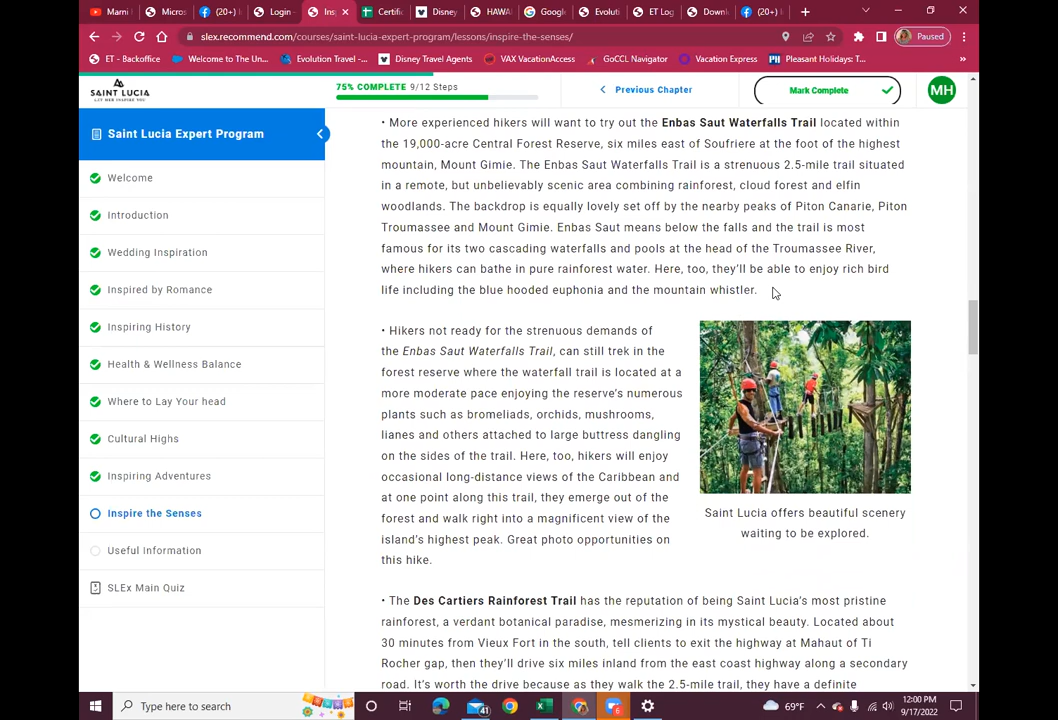 Marni
Micros
(20+)
Login
Ins
Certific
Disney
HAWAI
Google
Evoluti
ET Log
Downl
(20+)
slex.recommend.com/courses/saint-lucia-expert-program/lessons/inspire-the-senses/
Paused
ET - Backoffice
Welcome to The Un...
Evolution Travel -...
Disney Travel Agents
VAX VacationAccess
GoCCL Navigator
Vacation Express
Pleasant Holidays: T...
SAINT LUCIA
LET HER INSPIRE YOU
75% COMPLETE 9/12 Steps
Previous Chapter
Mark Complete
MH
Saint Lucia Expert Program
Welcome
Introduction
Wedding Inspiration
Inspired by Romance
Inspiring History
Health & Wellness Balance
Where to Lay Your head
Cultural Highs
Inspiring Adventures
Inspire the Senses
Useful Information
SLEx Main Quiz
• More experienced hikers will want to try out the Enbas Saut Waterfalls Trail located within
the 19,000-acre Central Forest Reserve, six miles east of Soufriere at the foot of the highest
mountain, Mount Gimie. The Enbas Saut Waterfalls Trail is a strenuous 2.5-mile trail situated
in a remote, but unbelievably scenic area combining rainforest, cloud forest and elfin
woodlands. The backdrop is equally lovely set off by the nearby peaks of Piton Canarie, Piton
Troumassee and Mount Gimie. Enbas Saut means below the falls and the trail is most
famous for its two cascading waterfalls and pools at the head of the Troumassee River,
where hikers can bathe in pure rainforest water. Here, too, they'll be able to enjoy rich bird
life including the blue hooded euphonia and the mountain whistler.
• Hikers not ready for the strenuous demands of
the Enbas Saut Waterfalls Trail, can still trek in the
forest reserve where the waterfall trail is located at a
more moderate pace enjoying the reserve's numerous
plants such as bromeliads, orchids, mushrooms,
lianes and others attached to large buttress dangling
on the sides of the trail. Here, too, hikers will enjoy
occasional long-distance views of the Caribbean and
at one point along this trail, they emerge out of the
forest and walk right into a magnificent view of the
island's highest peak. Great photo opportunities on
this hike.
Saint Lucia offers beautiful scenery
waiting to be explored.
• The Des Cartiers Rainforest Trail has the reputation of being Saint Lucia's most pristine
rainforest, a verdant botanical paradise, mesmerizing in its mystical beauty. Located about
30 minutes from Vieux Fort in the south, tell clients to exit the highway at Mahaut of Ti
Rocher gap, then they'll drive six miles inland from the east coast highway along a secondary
road. It's worth the drive because as they walk the 2.5-mile trail, they have a definite
Type here to search
41
6
69°F
12:00 PM
9/17/2022